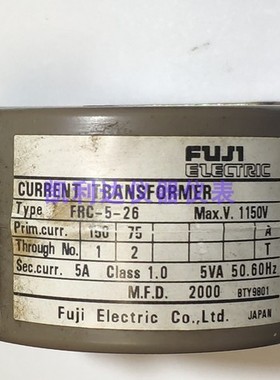 FUJI
ELECTRIC
CURRENT TRANSFORMER
Type FRC-5-26 Max.V. 1150V
Prim.curr. 150 75 A
Through No. 1 2 T
Sec.curr. 5A Class 1.0 5VA 50.60Hz
M.F.D. 2000 BTY9801
Fuji Electric Co.,Ltd. JAPAN